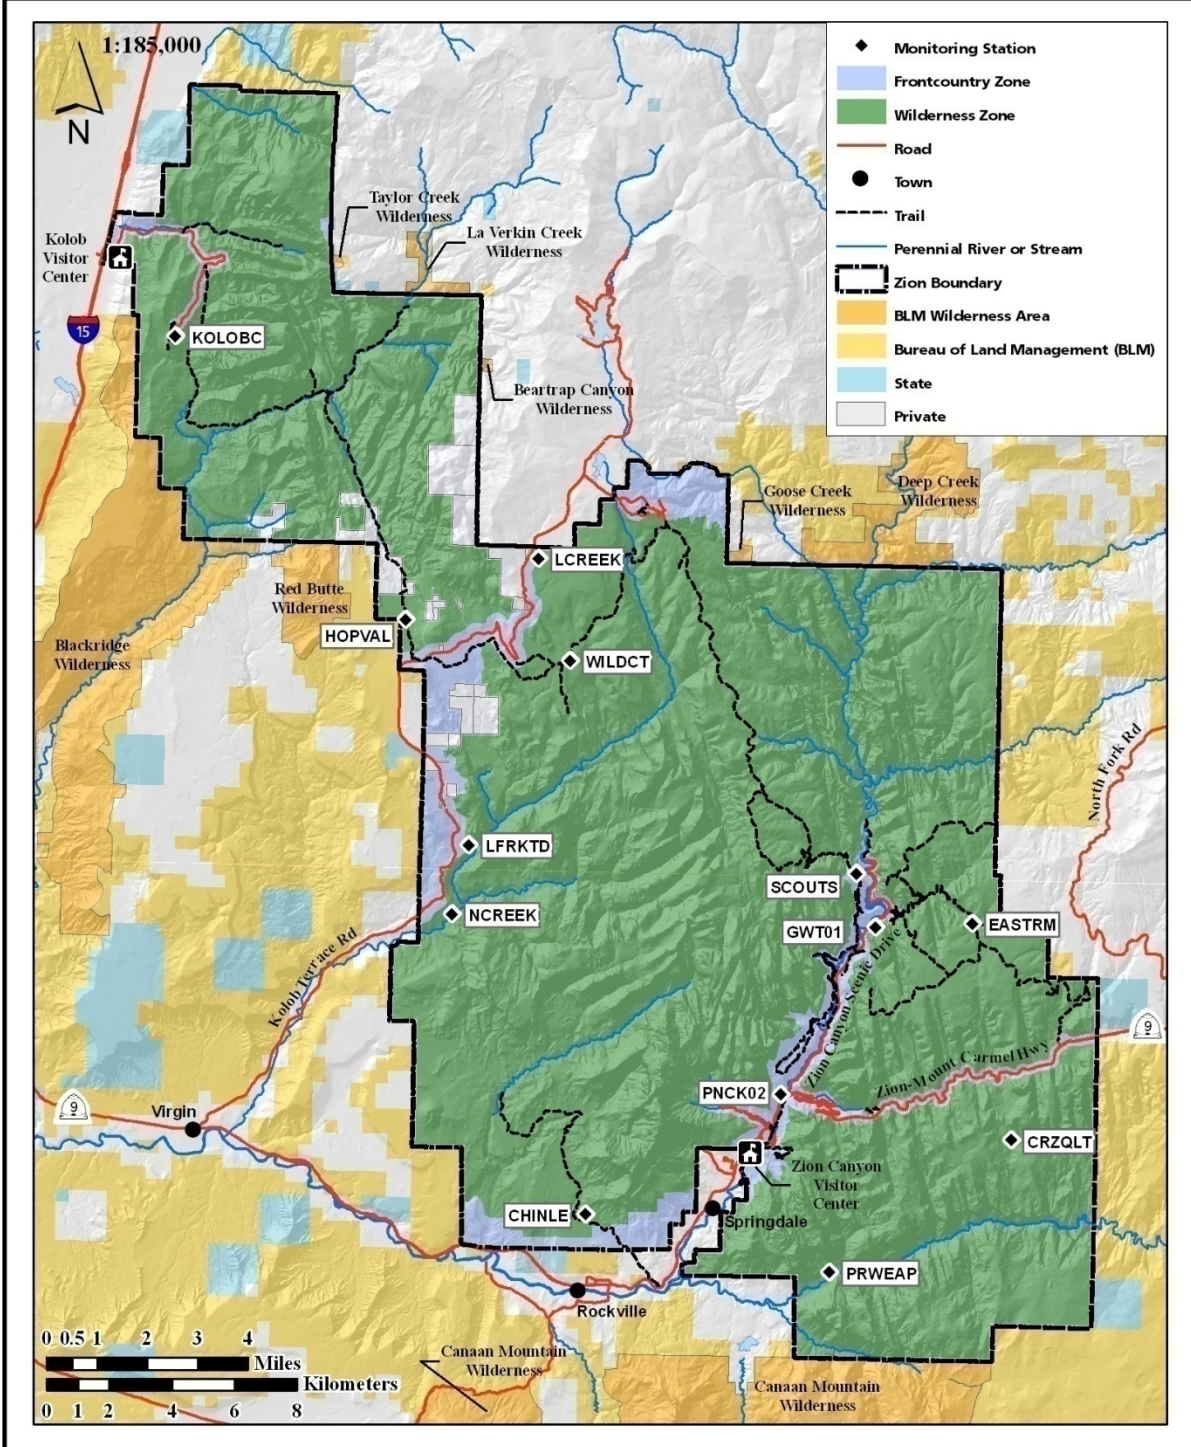 1:185,000
N
Monitoring Station
Frontcountry Zone
Wilderness Zone
Road
Town
Trail
Perennial River or Stream
Zion Boundary
BLM Wilderness Area
Bureau of Land Management (BLM)
State
Private
Taylor Creek
Wilderness
La Verkin Creek
Wilderness
Kolob
Visitor
Center
15
KOLOBC
Beartrap Canyon
Wilderness
Goose Creek
Wilderness
Deep Creek
Wilderness
LCREEK
Red Butte
Wilderness
HOPVAL
Blackridge
Wilderness
WILDCT
North Fork Rd
LFRKTD
SCOUTS
NCREEK
GWT01
EASTRM
Kolob Terrace Rd
Zion Canyon Scenic Drive
9
Zion-Mount Carmel Hwy
9
PNCK02
Virgin
CRZQLT
Zion Canyon
Visitor
Center
CHINLE
Springdale
PRWEAP
Rockville
0 0.5 1 2 3 4
Miles
Kilometers
0 1 2 4 6 8
Canaan Mountain
Wilderness
Canaan Mountain
Wilderness